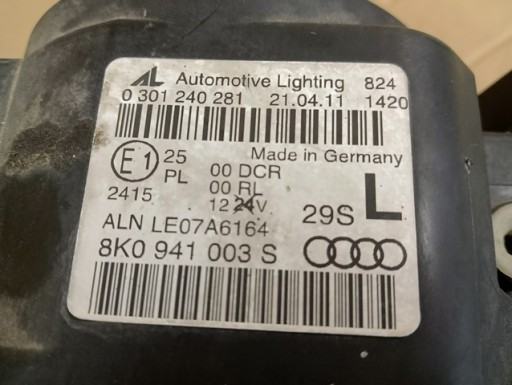 AL Automotive Lighting 824
0 301 240 281 21.04.11 1420
E1 25 00 DCR Made in Germany
PL 00 RL
2415 12 24V 29S L
ALN LE07A6164
8K0 941 003 S